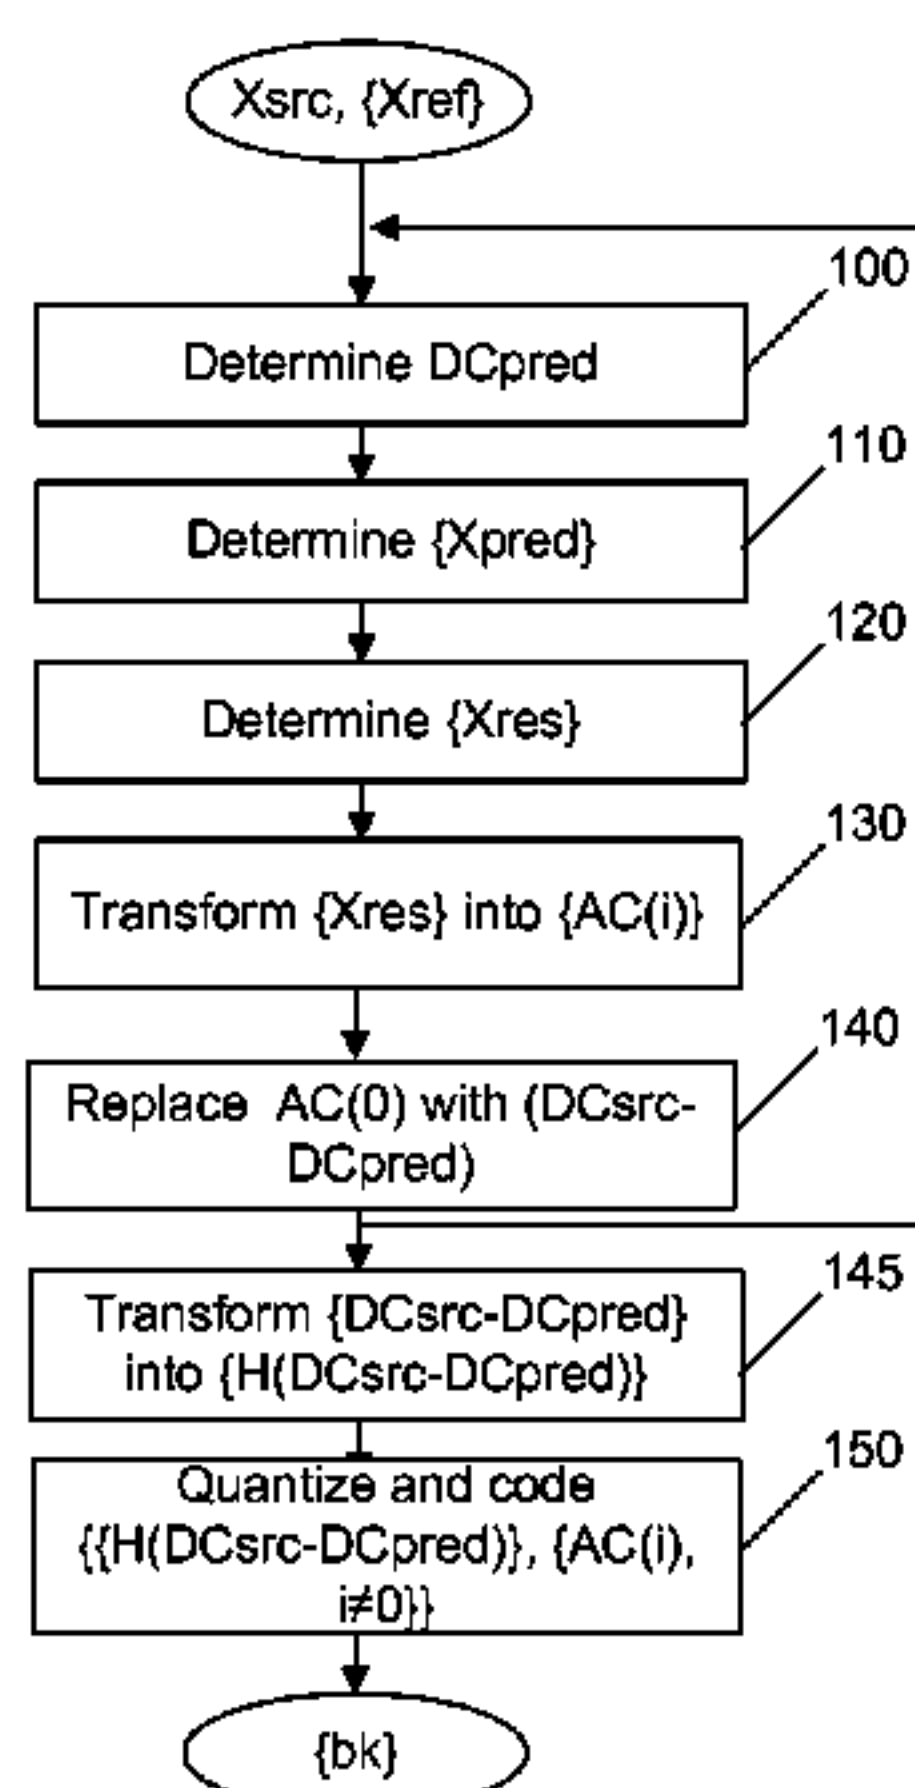 Xsrc, {Xref}
100
Determine DCpred
110
Determine {Xpred}
120
Determine {Xres}
130
Transform {Xres} into {AC(i)}
140
Replace AC(0) with (DCsrc-
DCpred)
145
Transform {DCsrc-DCpred}
into {H(DCsrc-DCpred)}
150
Quantize and code
{{H(DCsrc-DCpred)}, {AC(i),
i≠0}}
{bk}